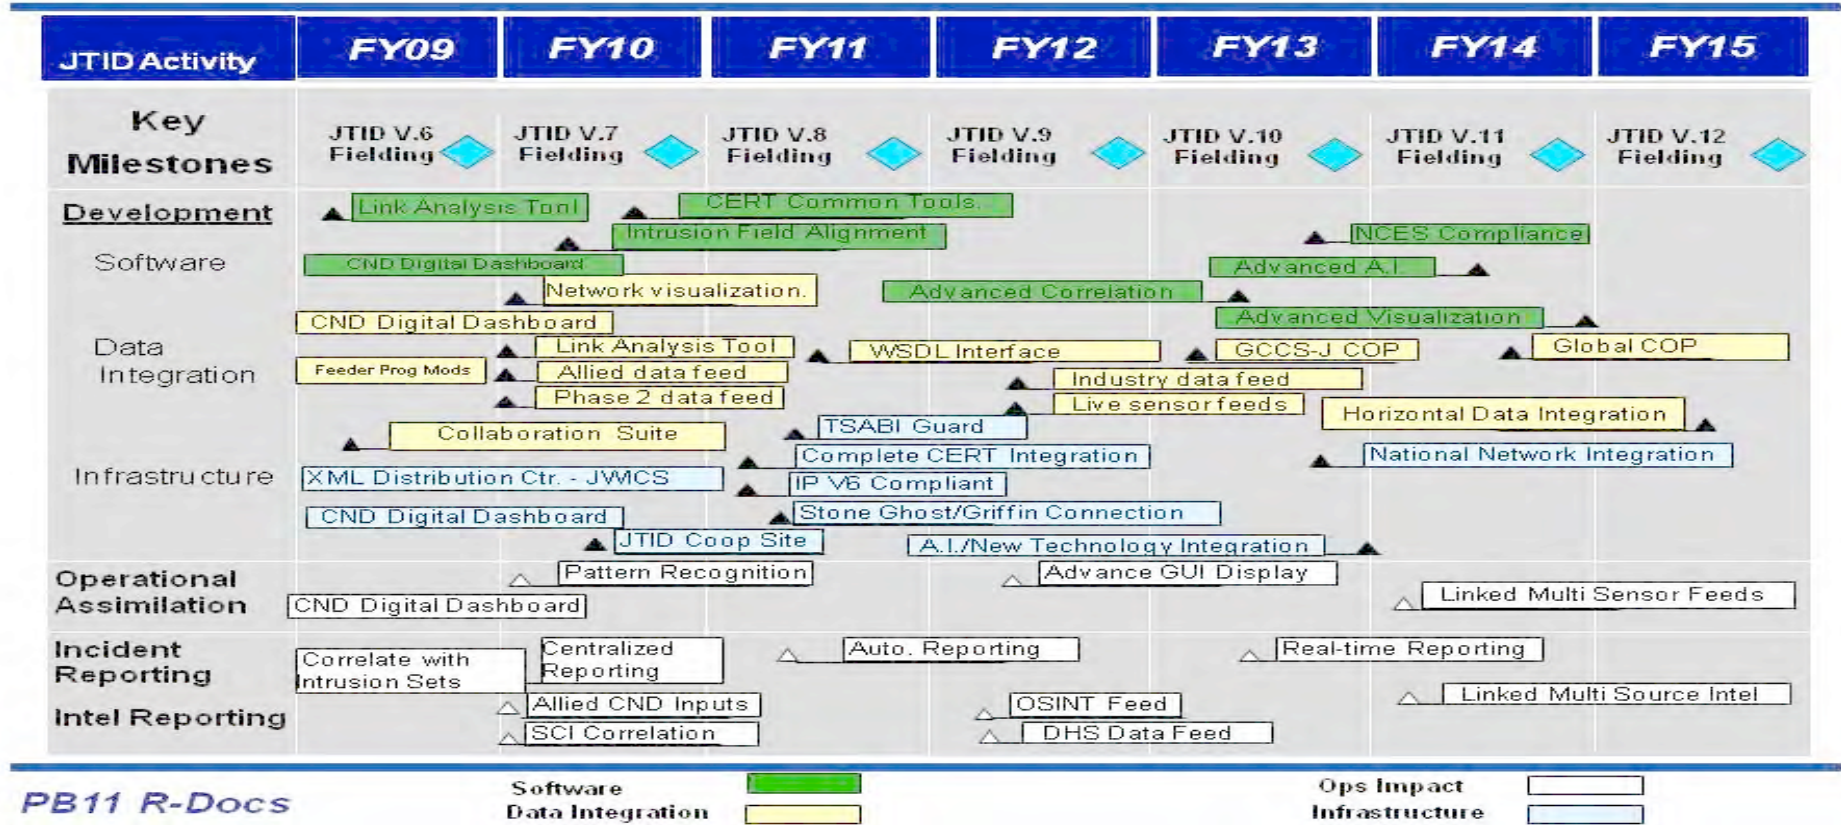 JTID Activity FY09 FY10 FY11 FY12 FY13 FY14 FY15
Key
Milestones
JTID V.6
Fielding
JTID V.7
Fielding
JTID V.8
Fielding
JTID V.9
Fielding
JTID V.10
Fielding
JTID V.11
Fielding
JTID V.12
Fielding
Development
Link Analysis Tool
CERT Common Tools.
Intrusion Field Alignment
NCES Compliance
Software
CND Digital Dashboard
Advanced A.I.
Network visualization.
Advanced Correlation
CND Digital Dashboard
Advanced Visualization
Data
Integration
Link Analysis Tool
WSDL Interface
GCCS-J COP
Global COP
Feeder Prog Mods
Allied data feed
Industry data feed
Phase 2 data feed
Live sensor feeds
Horizontal Data Integration
Collaboration Suite
TSABI Guard
Complete CERT Integration
National Network Integration
Infrastructure
XML Distribution Ctr. - JWICS
IP V6 Compliant
CND Digital Dashboard
Stone Ghost/Griffin Connection
JTID Coop Site
A.I./New Technology Integration
Operational
Assimilation
Pattern Recognition
Advance GUI Display
CND Digital Dashboard
Linked Multi Sensor Feeds
Incident
Reporting
Correlate with
Intrusion Sets
Centralized
Reporting
Auto. Reporting
Real-time Reporting
Intel Reporting
Allied CND Inputs
OSINT Feed
Linked Multi Source Intel
SCI Correlation
DHS Data Feed
PB11 R-Docs
Software
Data Integration
Ops Impact
Infrastructure